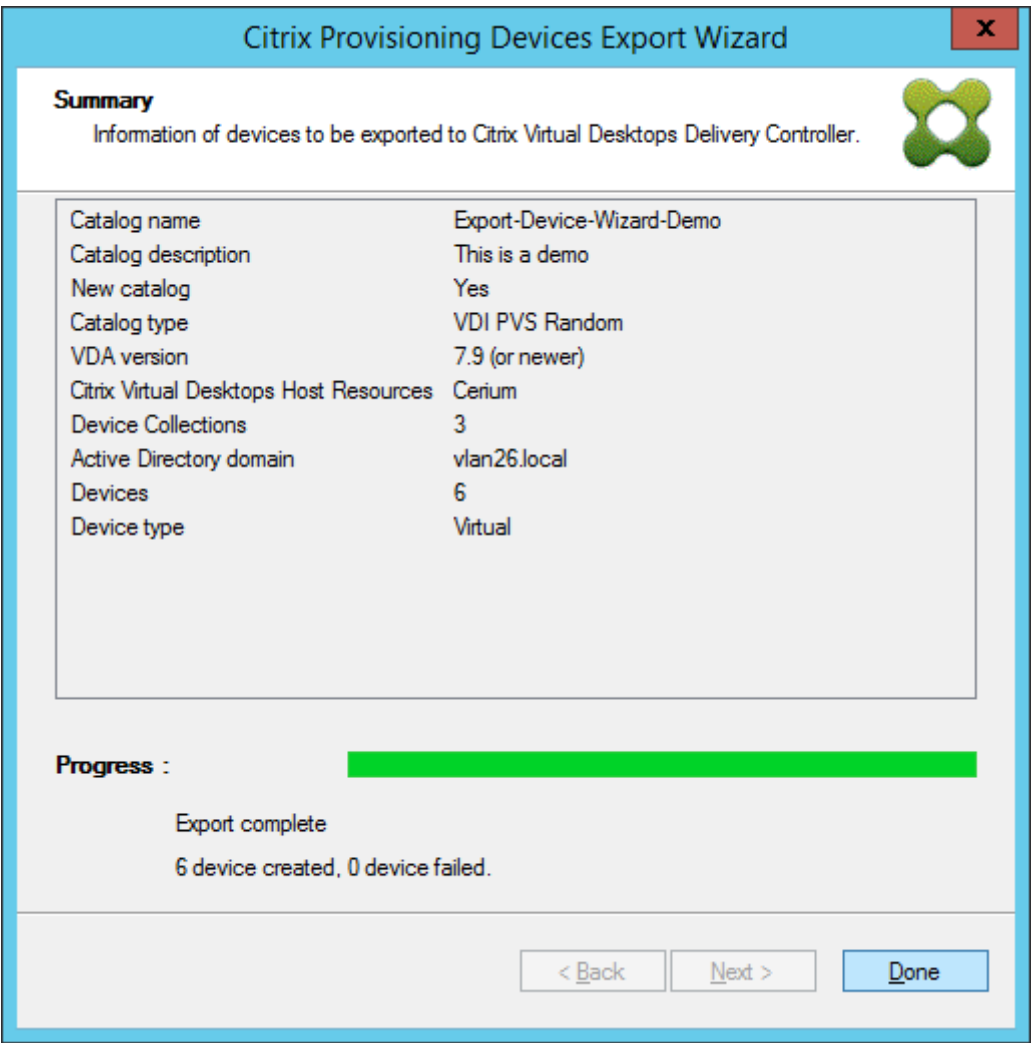 Citrix Provisioning Devices Export Wizard
x
Summary
Information of devices to be exported to Citrix Virtual Desktops Delivery Controller.
Catalog name Export-Device-Wizard-Demo
Catalog description This is a demo
New catalog Yes
Catalog type VDI PVS Random
VDA version 7.9 (or newer)
Citrix Virtual Desktops Host Resources Cerium
Device Collections 3
Active Directory domain vlan26.local
Devices 6
Device type Virtual
Progress :
Export complete
6 device created, 0 device failed.
< Back Next > Done